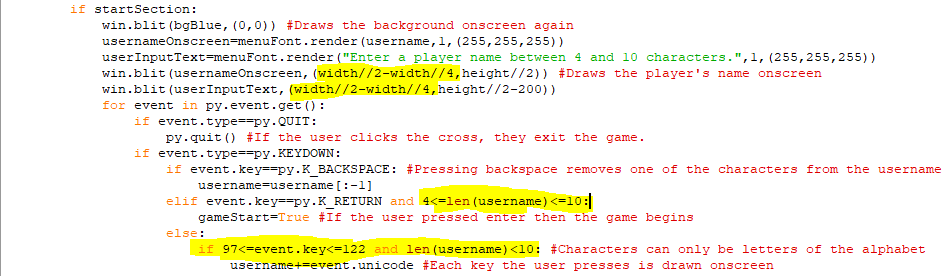 if startSection:
win.blit(bgBlue,(0,0)) #Draws the background onscreen again
usernameOnscreen=menuFont.render(username,1,(255,255,255))
userInputText=menuFont.render("Enter a player name between 4 and 10 characters.",1,(255,255,255))
win.blit(usernameOnscreen,(width//2-width//4,height//2)) #Draws the player's name onscreen
win.blit(userInputText,(width//2-width//4,height//2-200))
for event in py.event.get():
if event.type==py.QUIT:
py.quit() #If the user clicks the cross, they exit the game.
if event.type==py.KEYDOWN:
if event.key==py.K_BACKSPACE: #Pressing backspace removes one of the characters from the username
username=username[:-1]
elif event.key==py.K_RETURN and 4<=len(username)<=10:
gameStart=True #If the user pressed enter then the game begins
else:
if 97<=event.key<=122 and len(username)<10: #Characters can only be letters of the alphabet
username+=event.unicode #Each key the user presses is drawn onscreen